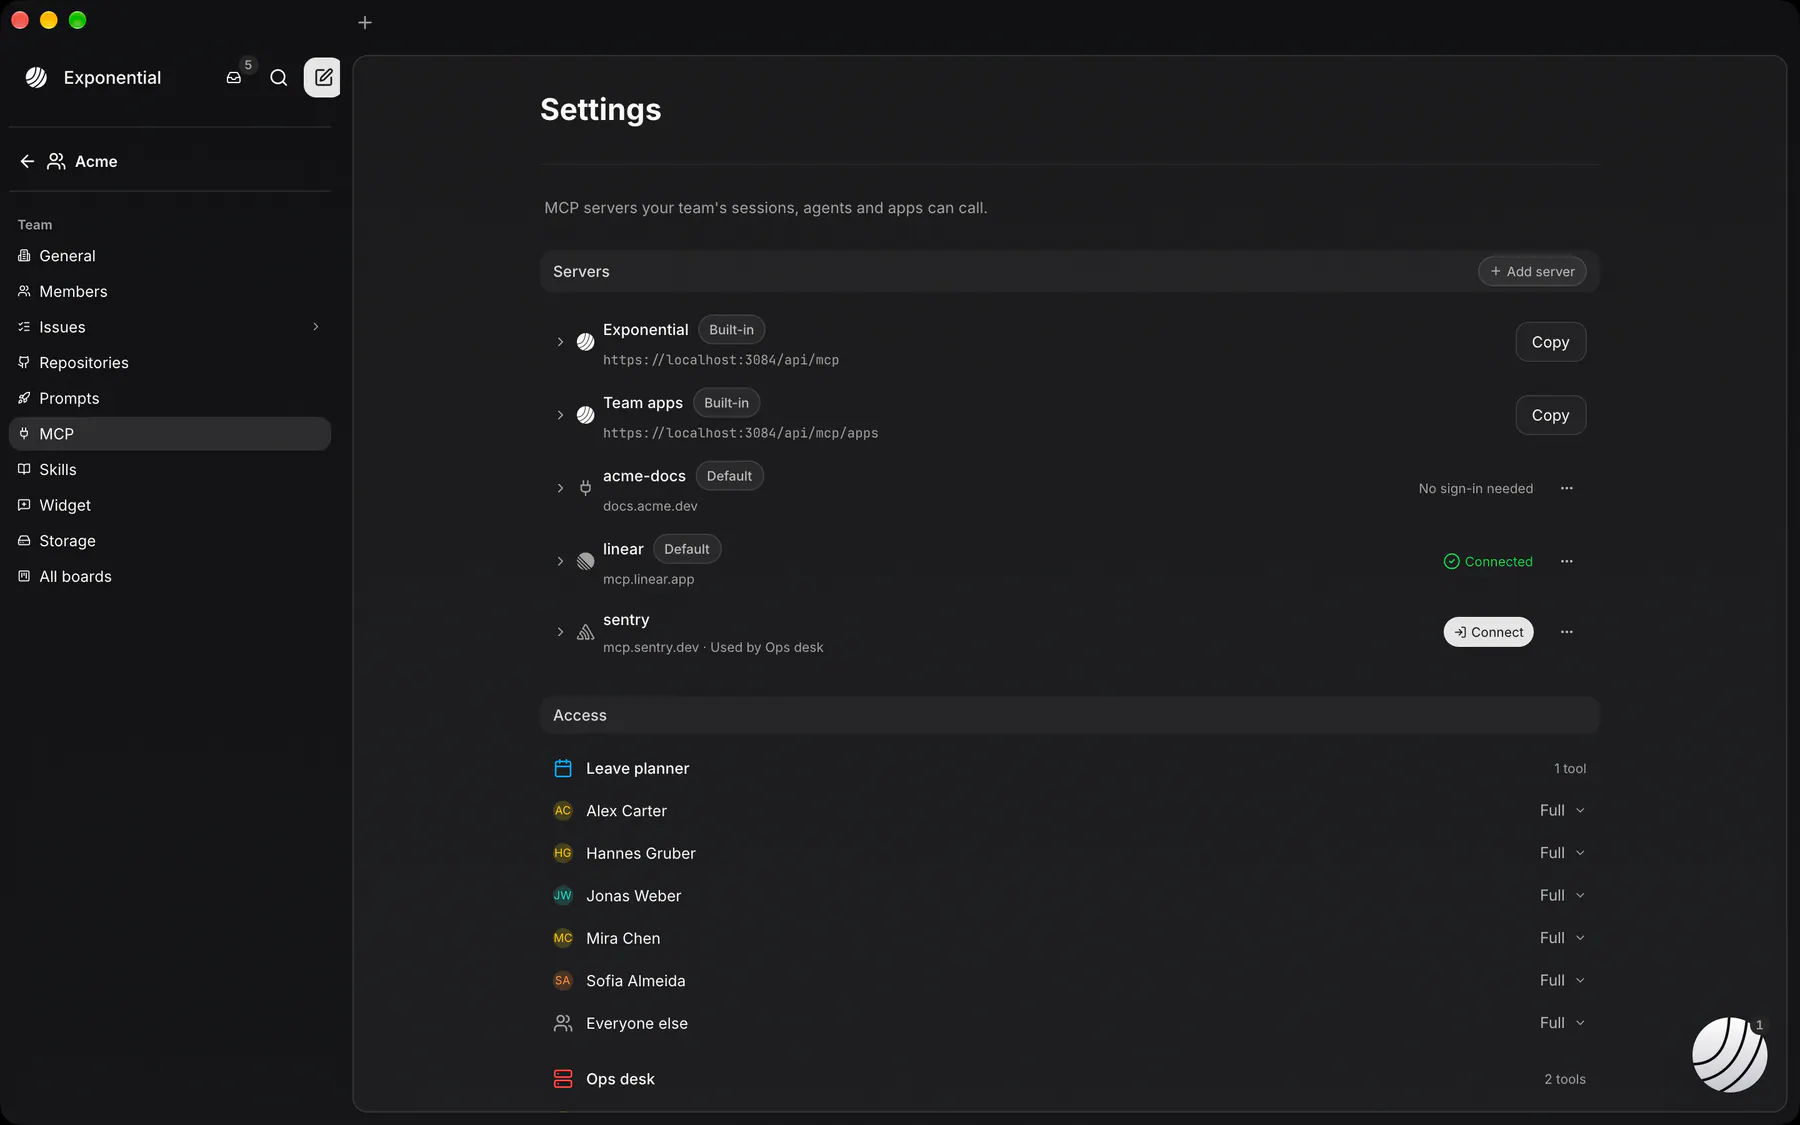 Exponential
5
Acme
Team
General
Members
Issues
Repositories
Prompts
MCP
Skills
Widget
Storage
All boards
Settings
MCP servers your team's sessions, agents and apps can call.
Servers
+ Add server
Exponential Built-in
https://localhost:3084/api/mcp
Copy
Team apps Built-in
https://localhost:3084/api/mcp/apps
Copy
acme-docs Default
docs.acme.dev
No sign-in needed
linear Default
mcp.linear.app
Connected
sentry
mcp.sentry.dev · Used by Ops desk
Connect
Access
Leave planner 1 tool
AC Alex Carter Full
HG Hannes Gruber Full
JW Jonas Weber Full
MC Mira Chen Full
SA Sofia Almeida Full
Everyone else Full
Ops desk 2 tools
1